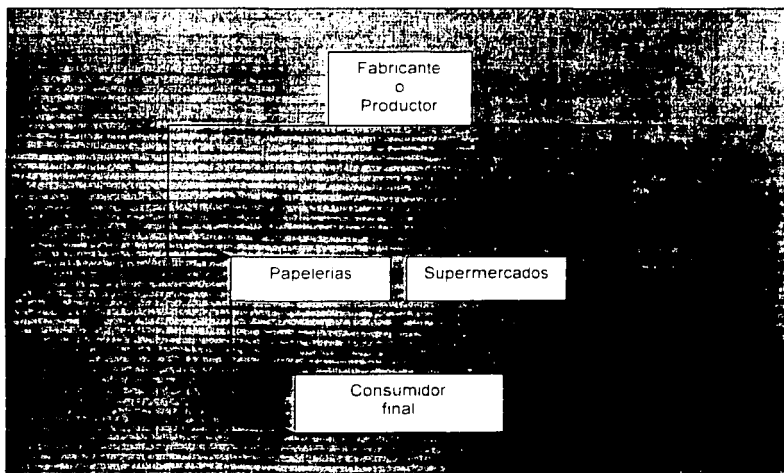 Fabricante
o
Productor
Papelerias
Supermercados
Consumidor
final